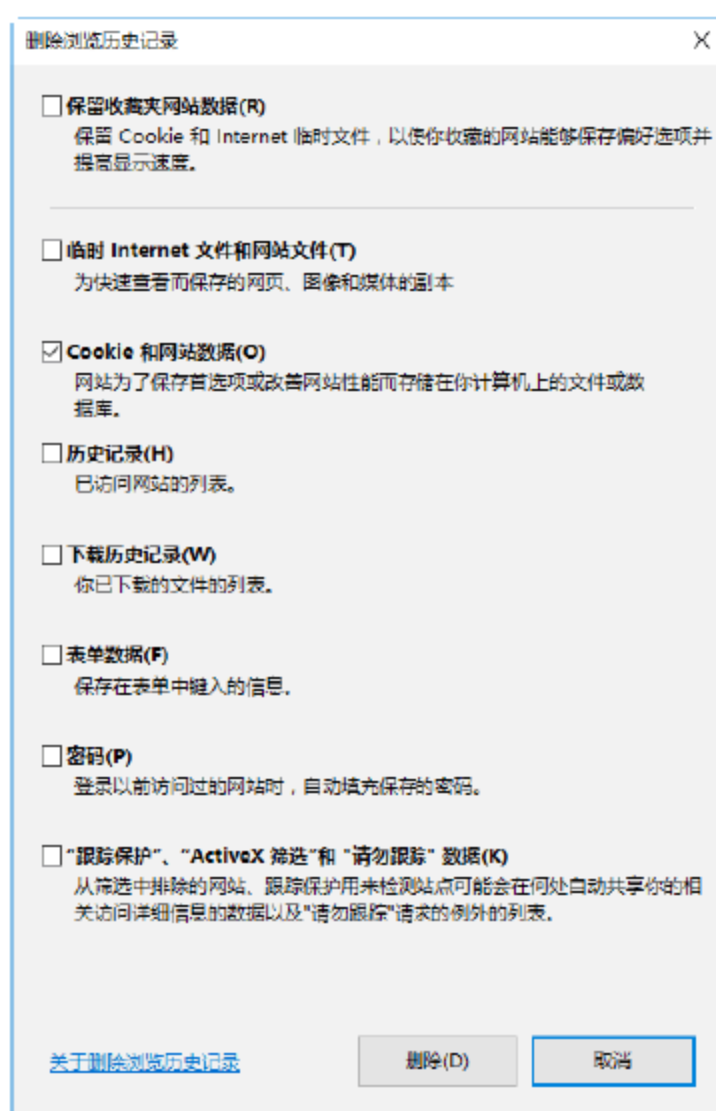 删除浏览历史记录
保留收藏夹网站数据(R)
保留 Cookie 和 Internet 临时文件，以使你收藏的网站能够保存偏好选项并
提高显示速度。
临时 Internet 文件和网站文件(T)
为快速查看而保存的网页、图像和媒体的副本
Cookie 和网站数据(O)
网站为了保存首选项或改善网站性能而存储在你计算机上的文件或数
据库。
历史记录(H)
已访问网站的列表。
下载历史记录(W)
你已下载的文件的列表。
表单数据(F)
保存在表单中键入的信息。
密码(P)
登录以前访问过的网站时，自动填充保存的密码。
"跟踪保护"、"ActiveX 筛选"和 "请勿跟踪" 数据(K)
从筛选中排除的网站、跟踪保护用来检测站点可能会在何处自动共享你的相
关访问详细信息的数据以及"请勿跟踪"请求的例外的列表。
关于删除浏览历史记录
删除(D)
取消